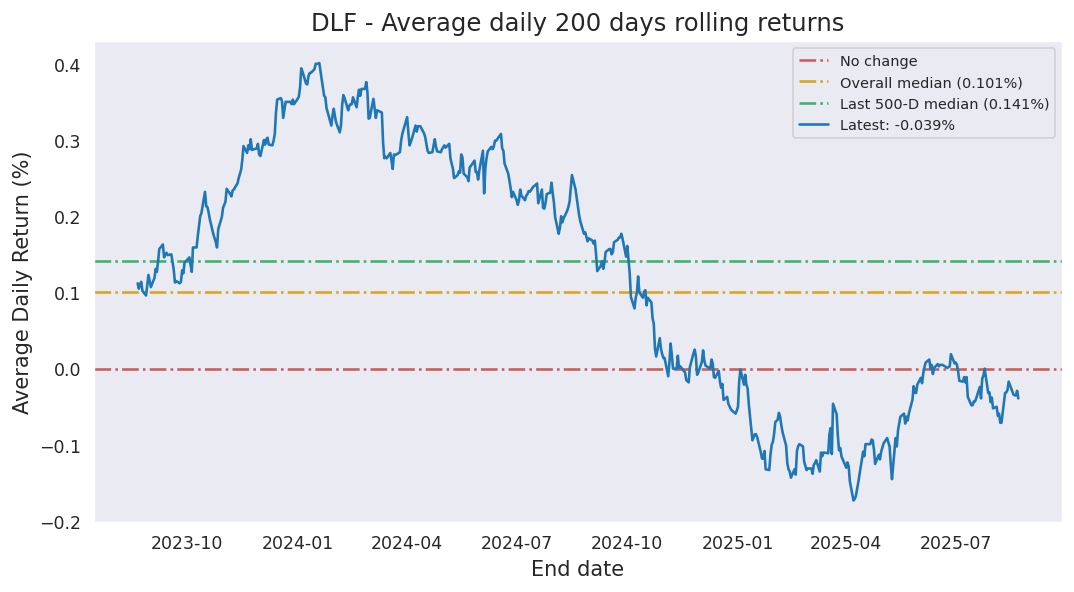 DLF - Average daily 200 days rolling returns
No change
Overall median (0.101%)
Last 500-D median (0.141%)
Latest: -0.039%
Average Daily Return (%)
0.4
0.3
0.2
0.1
0.0
−0.1
−0.2
2023-10 2024-01 2024-04 2024-07 2024-10 2025-01 2025-04 2025-07
End date